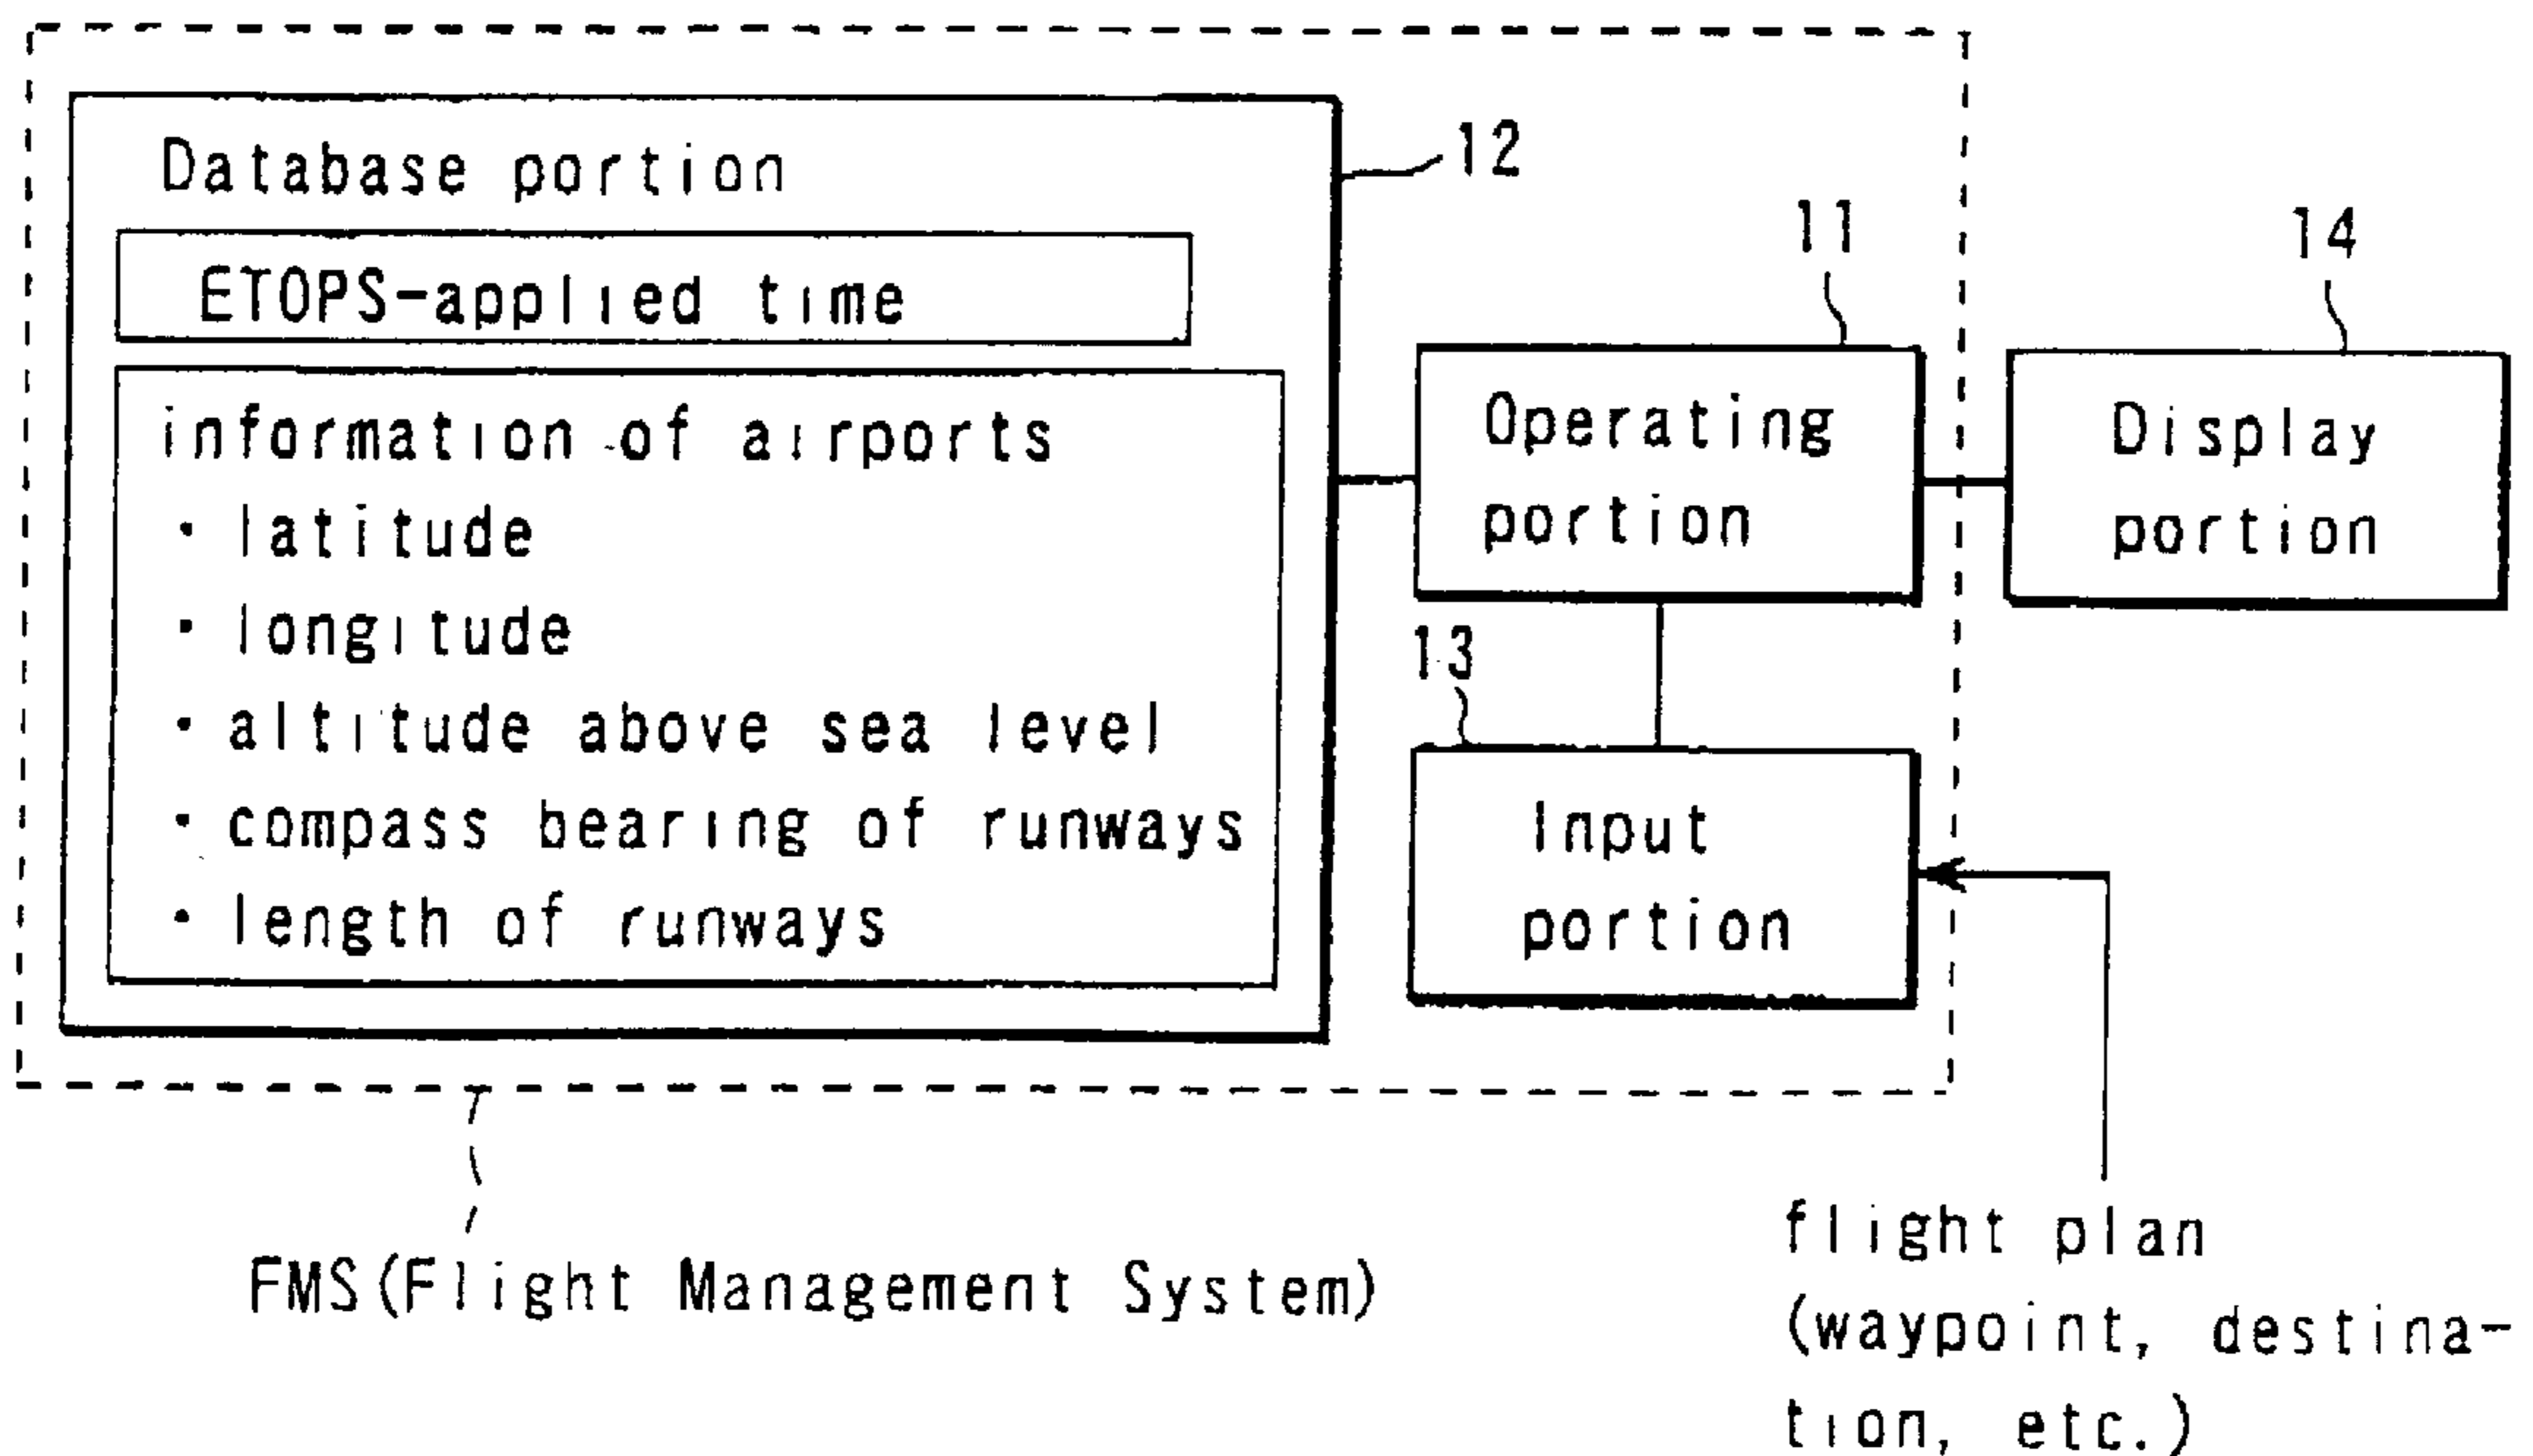 Database portion
12
ETOPS-applied time
information of airports
・latitude
・longitude
・altitude above sea level
・compass bearing of runways
・length of runways
11
Operating
portion
14
Display
portion
13
Input
portion
FMS(Flight Management System)
flight plan
(waypoint, destina-
tion, etc.)